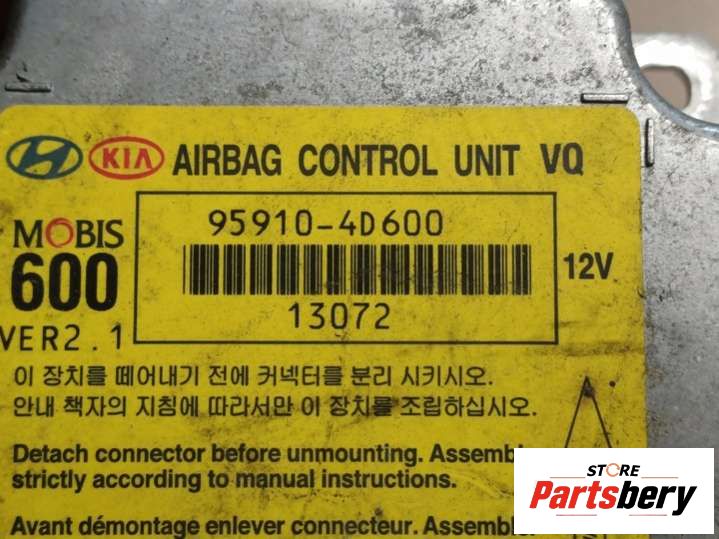 KIA AIRBAG CONTROL UNIT VQ
MOBIS
95910-4D600
600
12V
13072
VER2.1
이 장치를 떼어내기 전에 커넥터를 분리 시키시오.
안내 책자의 지침에 따라서만 이 장치를 조립하십시오.
Detach connector before unmounting. Assemble
strictly according to manual instructions.
Avant démontage enlever connecteur. Assemble
STORE
Partsbery